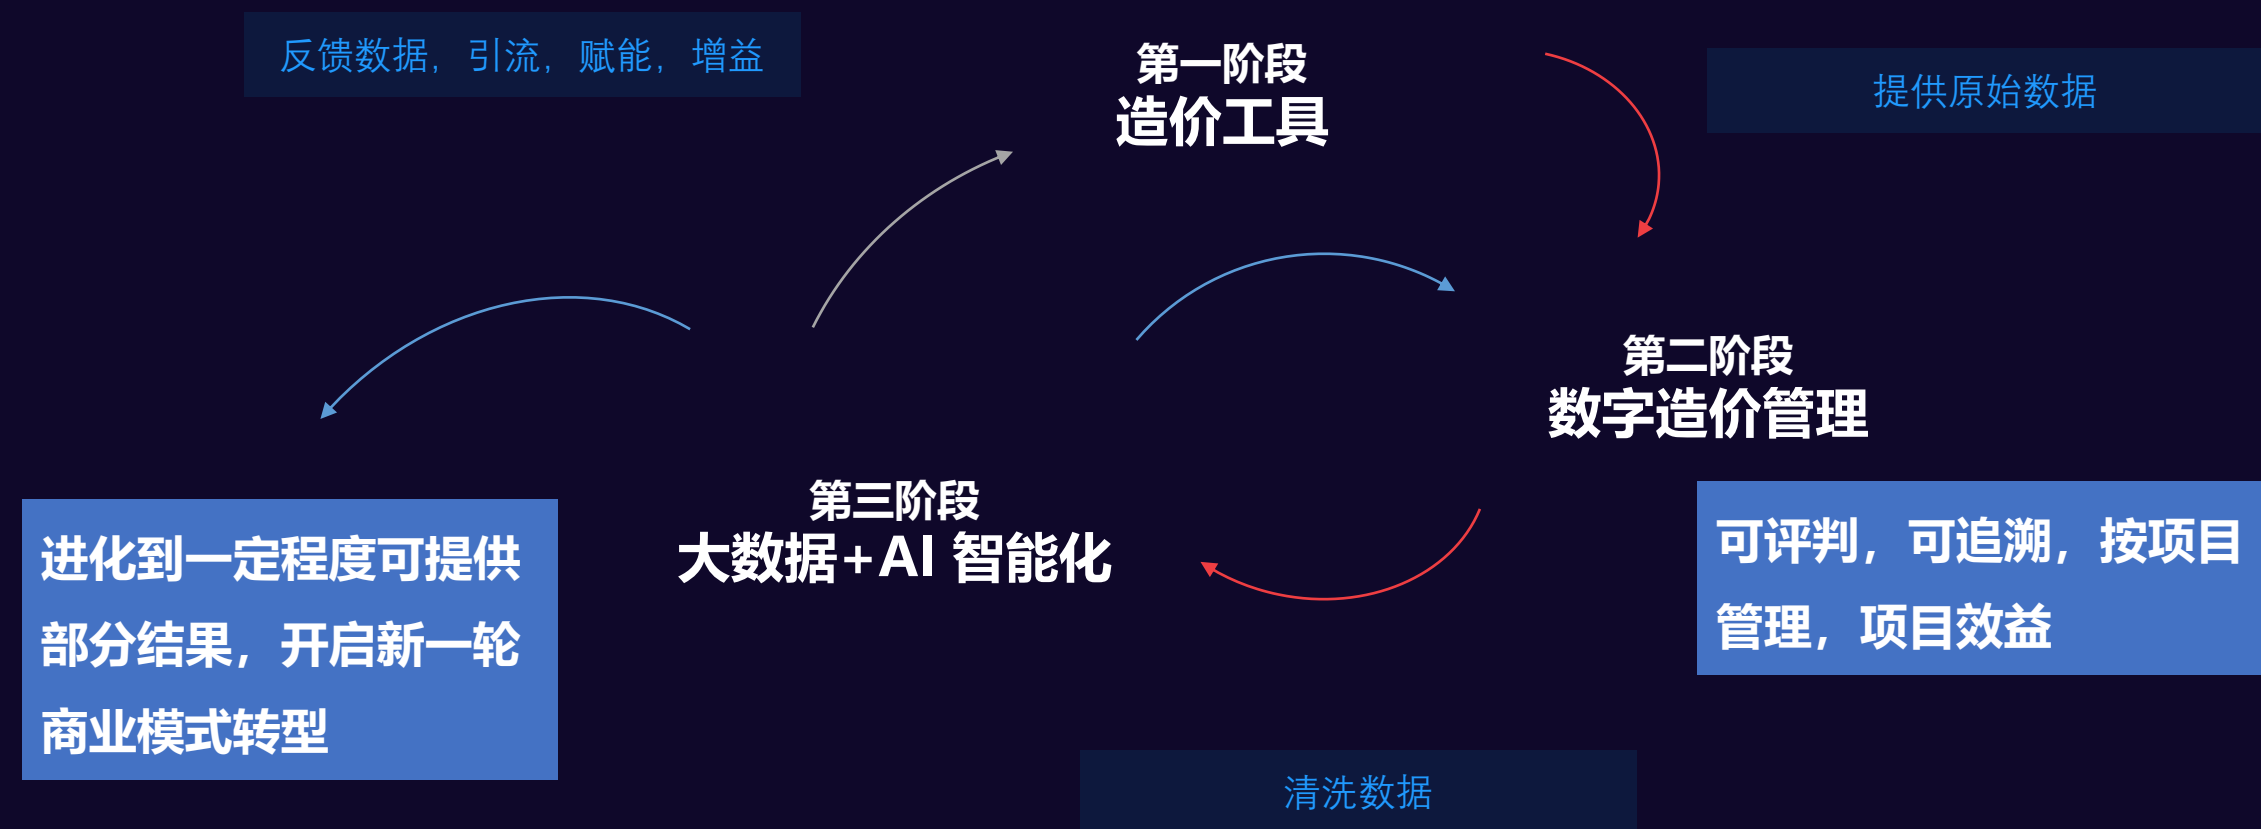 反馈数据，引流，赋能，增益
第一阶段
造价工具
提供原始数据
第二阶段
数字造价管理
可评判，可追溯，按项目
管理，项目效益
第三阶段
大数据+AI 智能化
进化到一定程度可提供
部分结果，开启新一轮
商业模式转型
清洗数据